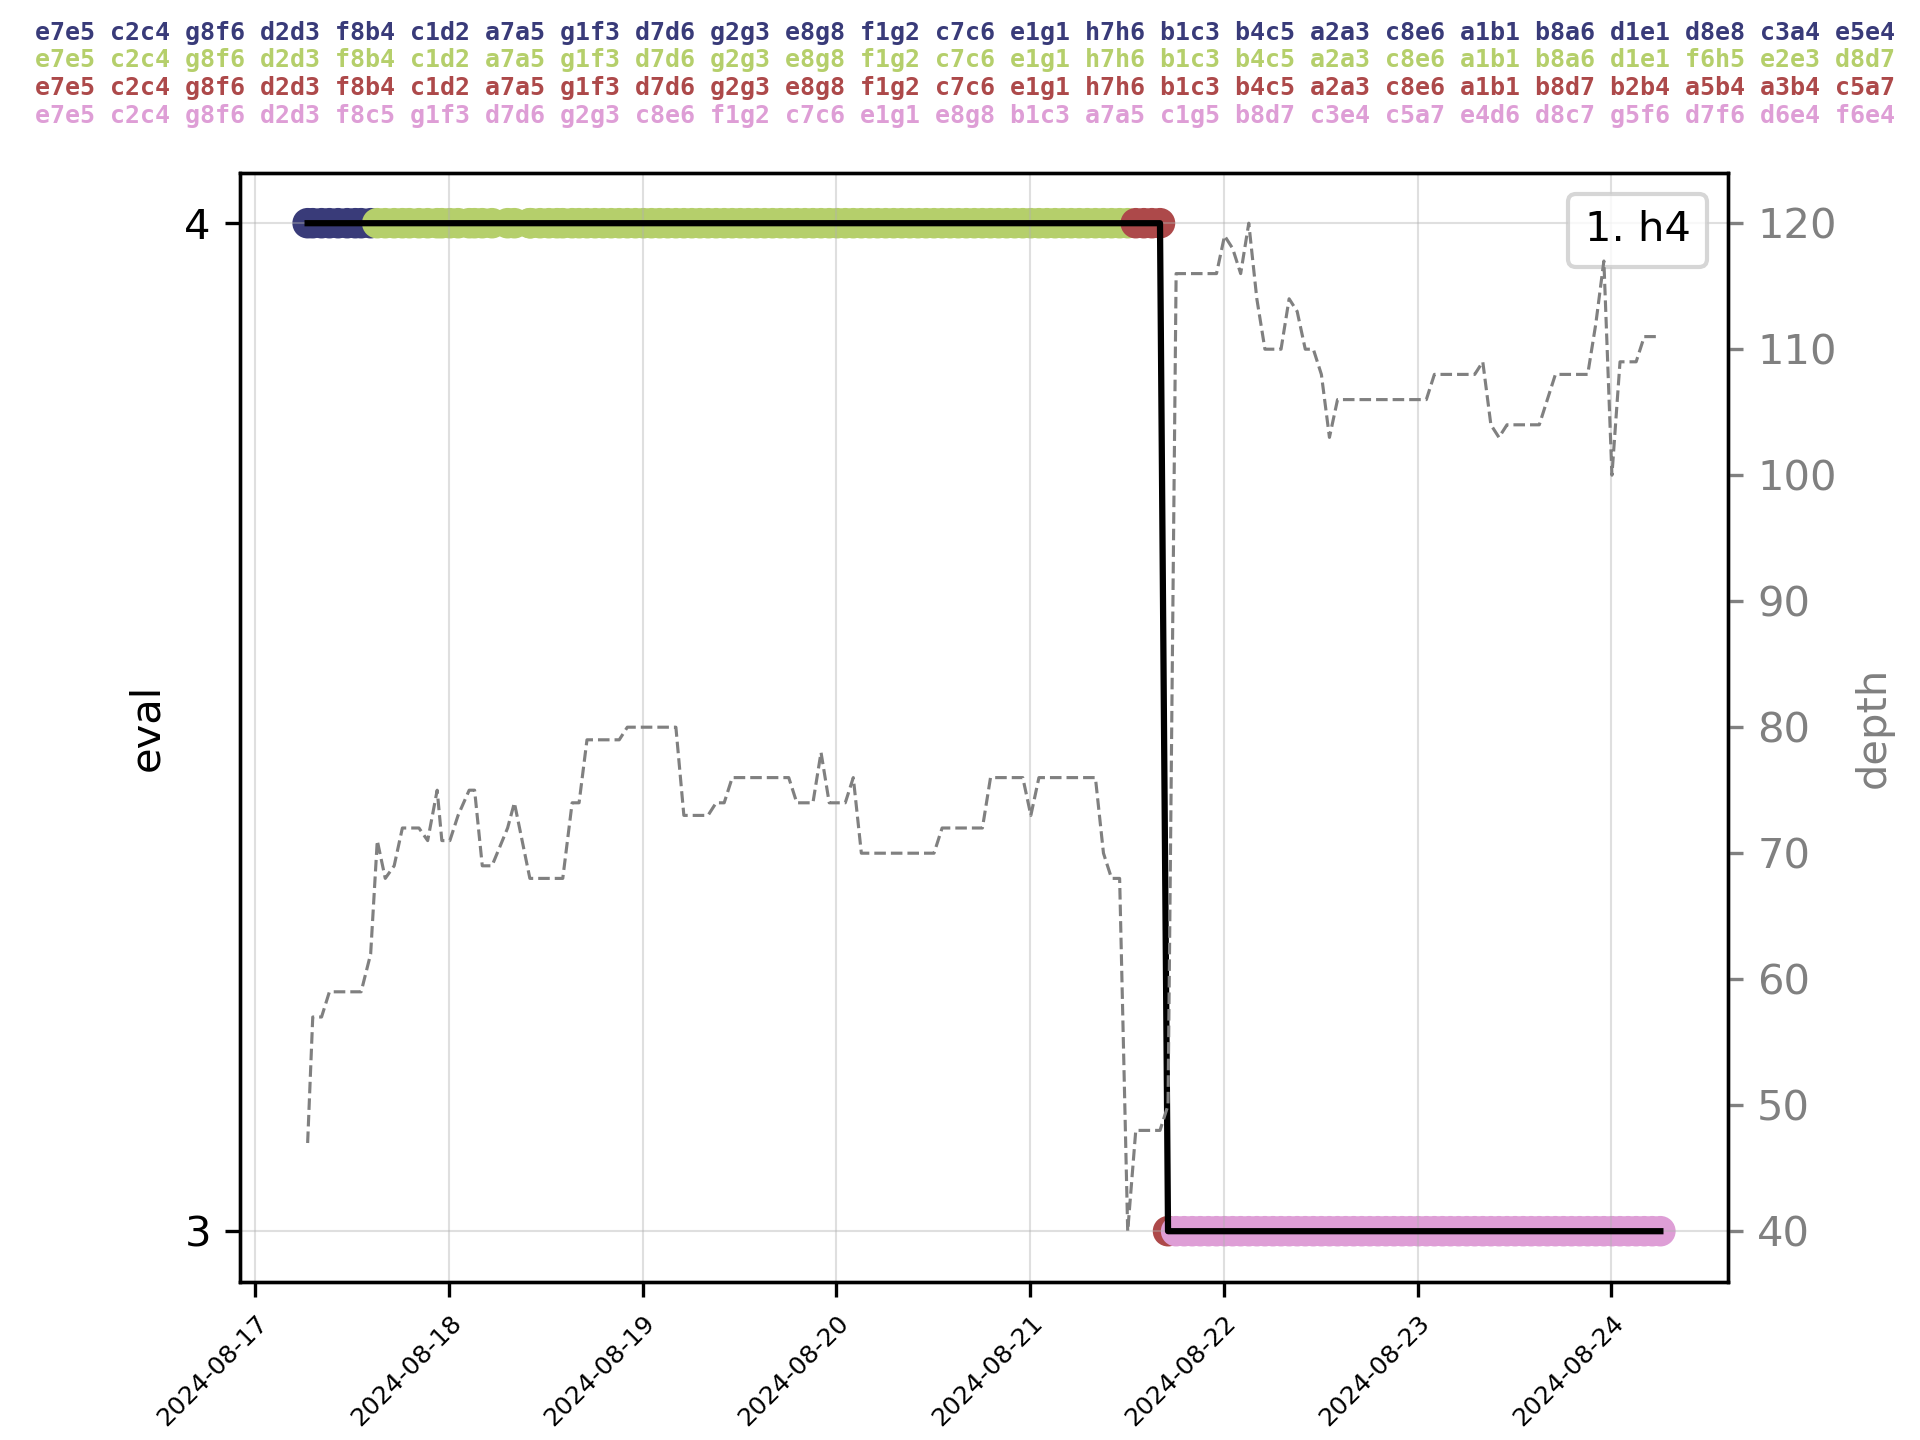 e7e5 c2c4 g8f6 d2d3 f8b4 c1d2 a7a5 g1f3 d7d6 g2g3 e8g8 f1g2 c7c6 e1g1 h7h6 b1c3 b4c5 a2a3 c8e6 a1b1 b8a6 d1e1 d8e8 c3a4 e5e4
e7e5 c2c4 g8f6 d2d3 f8b4 c1d2 a7a5 g1f3 d7d6 g2g3 e8g8 f1g2 c7c6 e1g1 h7h6 b1c3 b4c5 a2a3 c8e6 a1b1 b8a6 d1e1 f6h5 e2e3 d8d7
e7e5 c2c4 g8f6 d2d3 f8b4 c1d2 a7a5 g1f3 d7d6 g2g3 e8g8 f1g2 c7c6 e1g1 h7h6 b1c3 b4c5 a2a3 c8e6 a1b1 b8d7 b2b4 a5b4 a3b4 c5a7
e7e5 c2c4 g8f6 d2d3 f8c5 g1f3 d7d6 g2g3 c8e6 f1g2 c7c6 e1g1 e8g8 b1c3 a7a5 c1g5 b8d7 c3e4 c5a7 e4d6 d8c7 g5f6 d7f6 d6e4 f6e4
1. h4
4
3
eval
120
110
100
90
80
70
60
50
40
depth
2024-08-17
2024-08-18
2024-08-19
2024-08-20
2024-08-21
2024-08-22
2024-08-23
2024-08-24